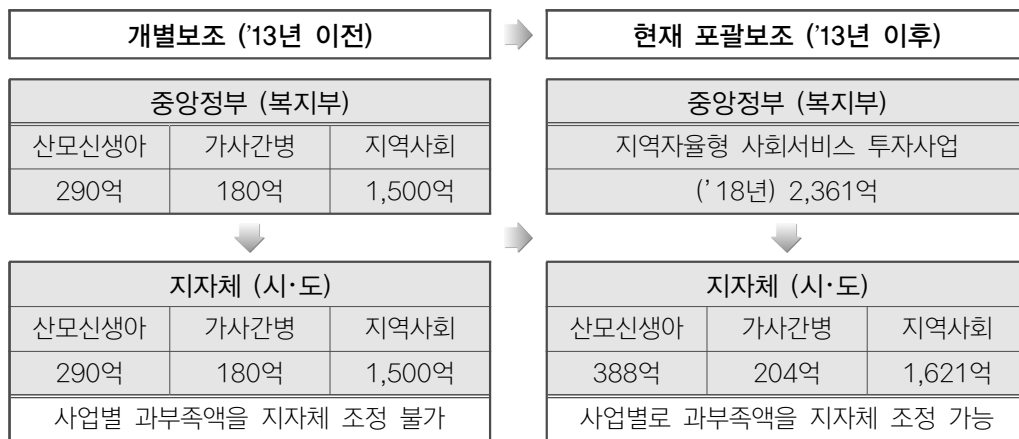 개별보조 (’13년 이전)
현재 포괄보조 (’13년 이후)
중앙정부 (복지부)
산모신생아 가사간병 지역사회
290억 180억 1,500억
중앙정부 (복지부)
지역자율형 사회서비스 투자사업
(’18년) 2,361억
지자체 (시·도)
산모신생아 가사간병 지역사회
290억 180억 1,500억
사업별 과부족액을 지자체 조정 불가
지자체 (시·도)
산모신생아 가사간병 지역사회
388억 204억 1,621억
사업별로 과부족액을 지자체 조정 가능